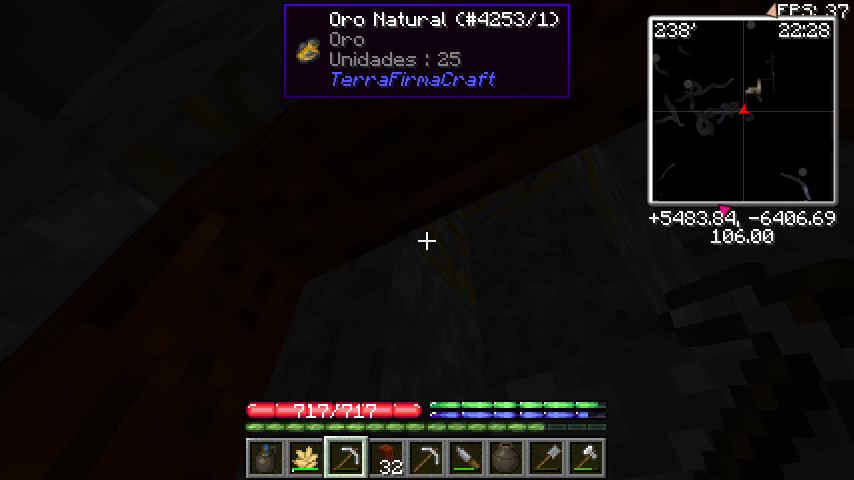 Oro Natural (#4253/1)
Oro
Unidades : 25
TerraFirmaCraft
FPS: 37
238°
22:28
+5483.84, -6406.69
106.00
717/717
32